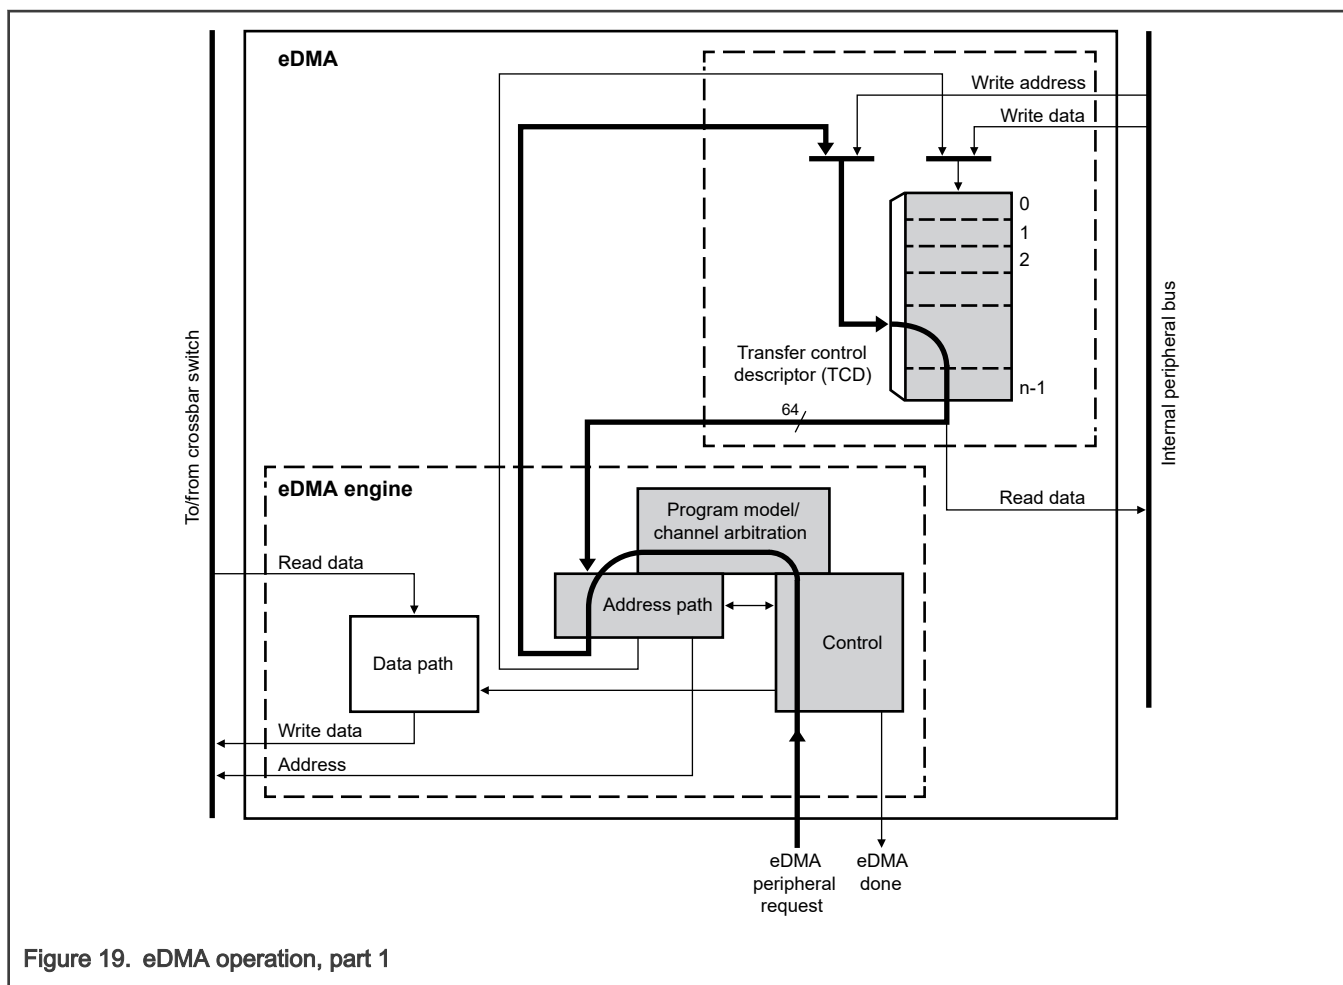 eDMA
Write address
Write data
0
1
2
Transfer control
descriptor (TCD)
n-1
64
To/from crossbar switch
Internal peripheral bus
eDMA engine
Program model/
channel arbitration
Read data
Read data
Address path
Control
Data path
Write data
Address
eDMA
peripheral
request
eDMA
done
Figure 19. eDMA operation, part 1